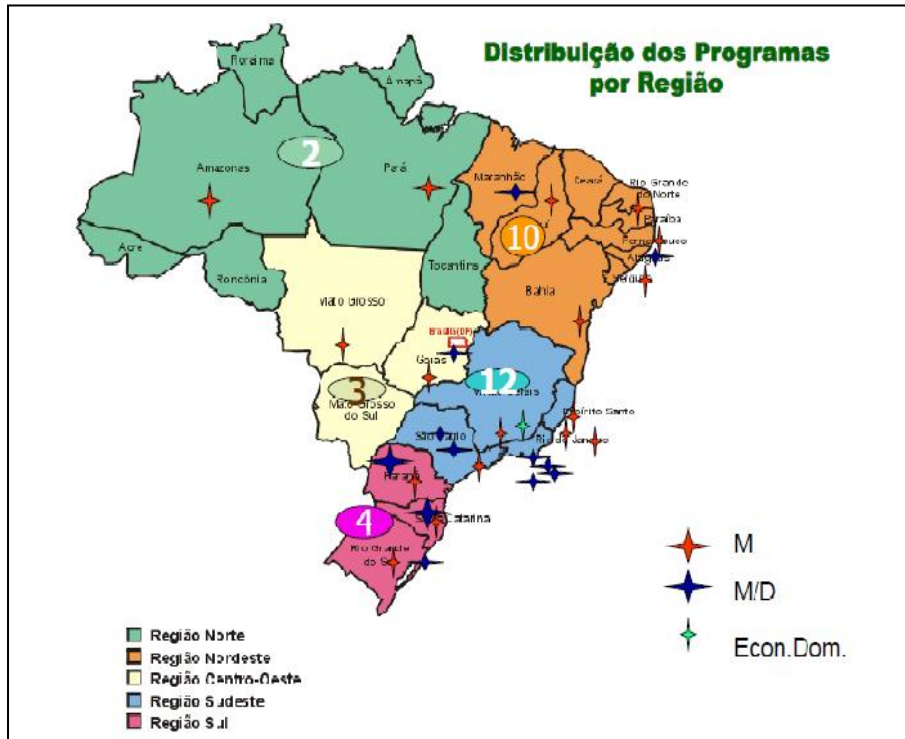 Distribuição dos Programas
por Região
Roraima
Amapá
2
Amazonas
Pará
Maranhão
Ceará
Rio Grande
do Norte
Paraíba
10
Pernambuco
Alagoas
Sergipe
Acre
Rondônia
Tocantins
Bahia
Mato Grosso
Brasília(DF)
Goiás
3
12
Mato Grosso
do Sul
Espírito Santo
São Paulo
Rio de Janeiro
Paraná
4
Catarina
Rio Grande
do Sul
M
M/D
Econ.Dom.
Região Norte
Região Nordeste
Região Centro-Oeste
Região Sudeste
Região Sul